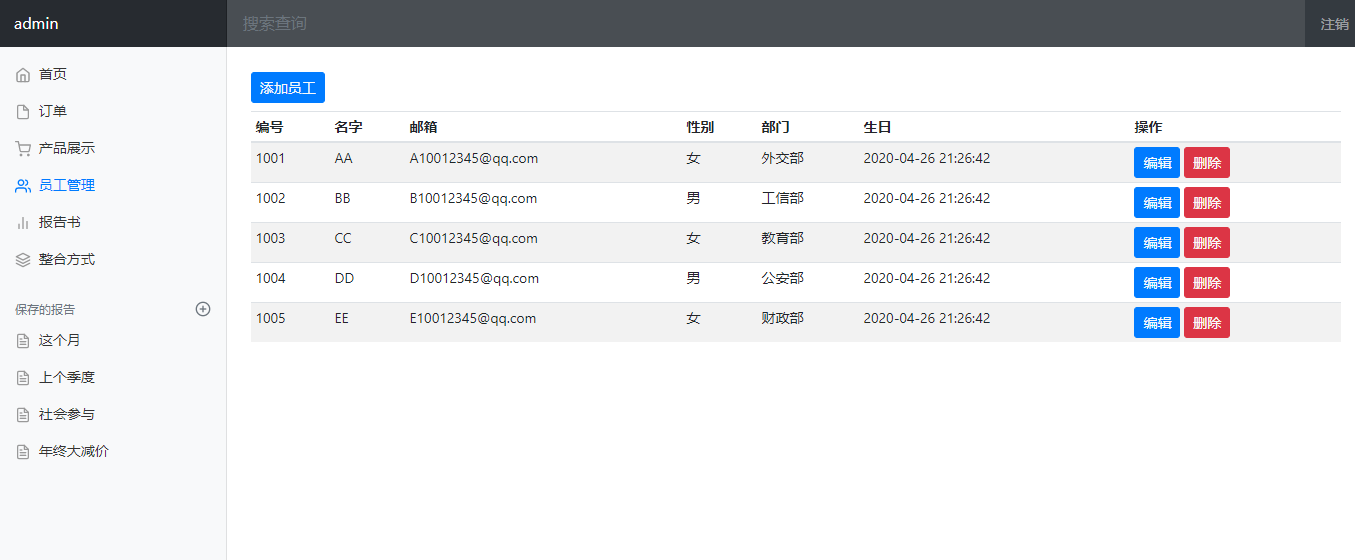 admin 搜索查询 注销
首页
订单
产品展示
员工管理
报告书
整合方式
保存的报告
这个月
上个季度
社会参与
年终大减价
添加员工
编号 名字 邮箱 性别 部门 生日 操作
1001 AA A10012345@qq.com 女 外交部 2020-04-26 21:26:42 编辑 删除
1002 BB B10012345@qq.com 男 工信部 2020-04-26 21:26:42 编辑 删除
1003 CC C10012345@qq.com 女 教育部 2020-04-26 21:26:42 编辑 删除
1004 DD D10012345@qq.com 男 公安部 2020-04-26 21:26:42 编辑 删除
1005 EE E10012345@qq.com 女 财政部 2020-04-26 21:26:42 编辑 删除